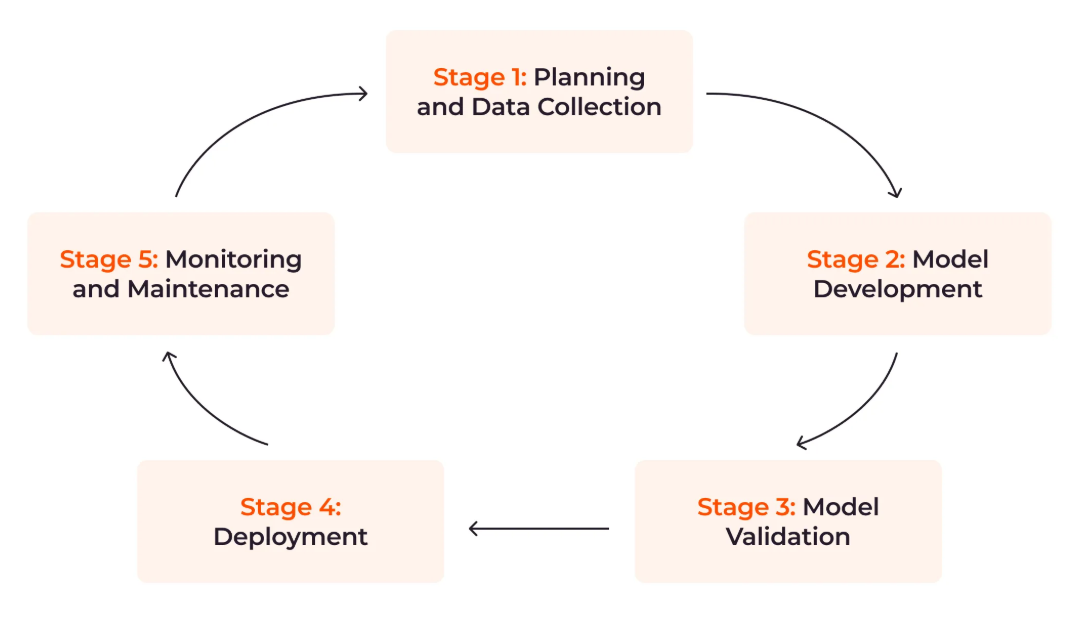 Stage 1: Planning
and Data Collection
Stage 2: Model
Development
Stage 3: Model
Validation
Stage 4:
Deployment
Stage 5: Monitoring
and Maintenance